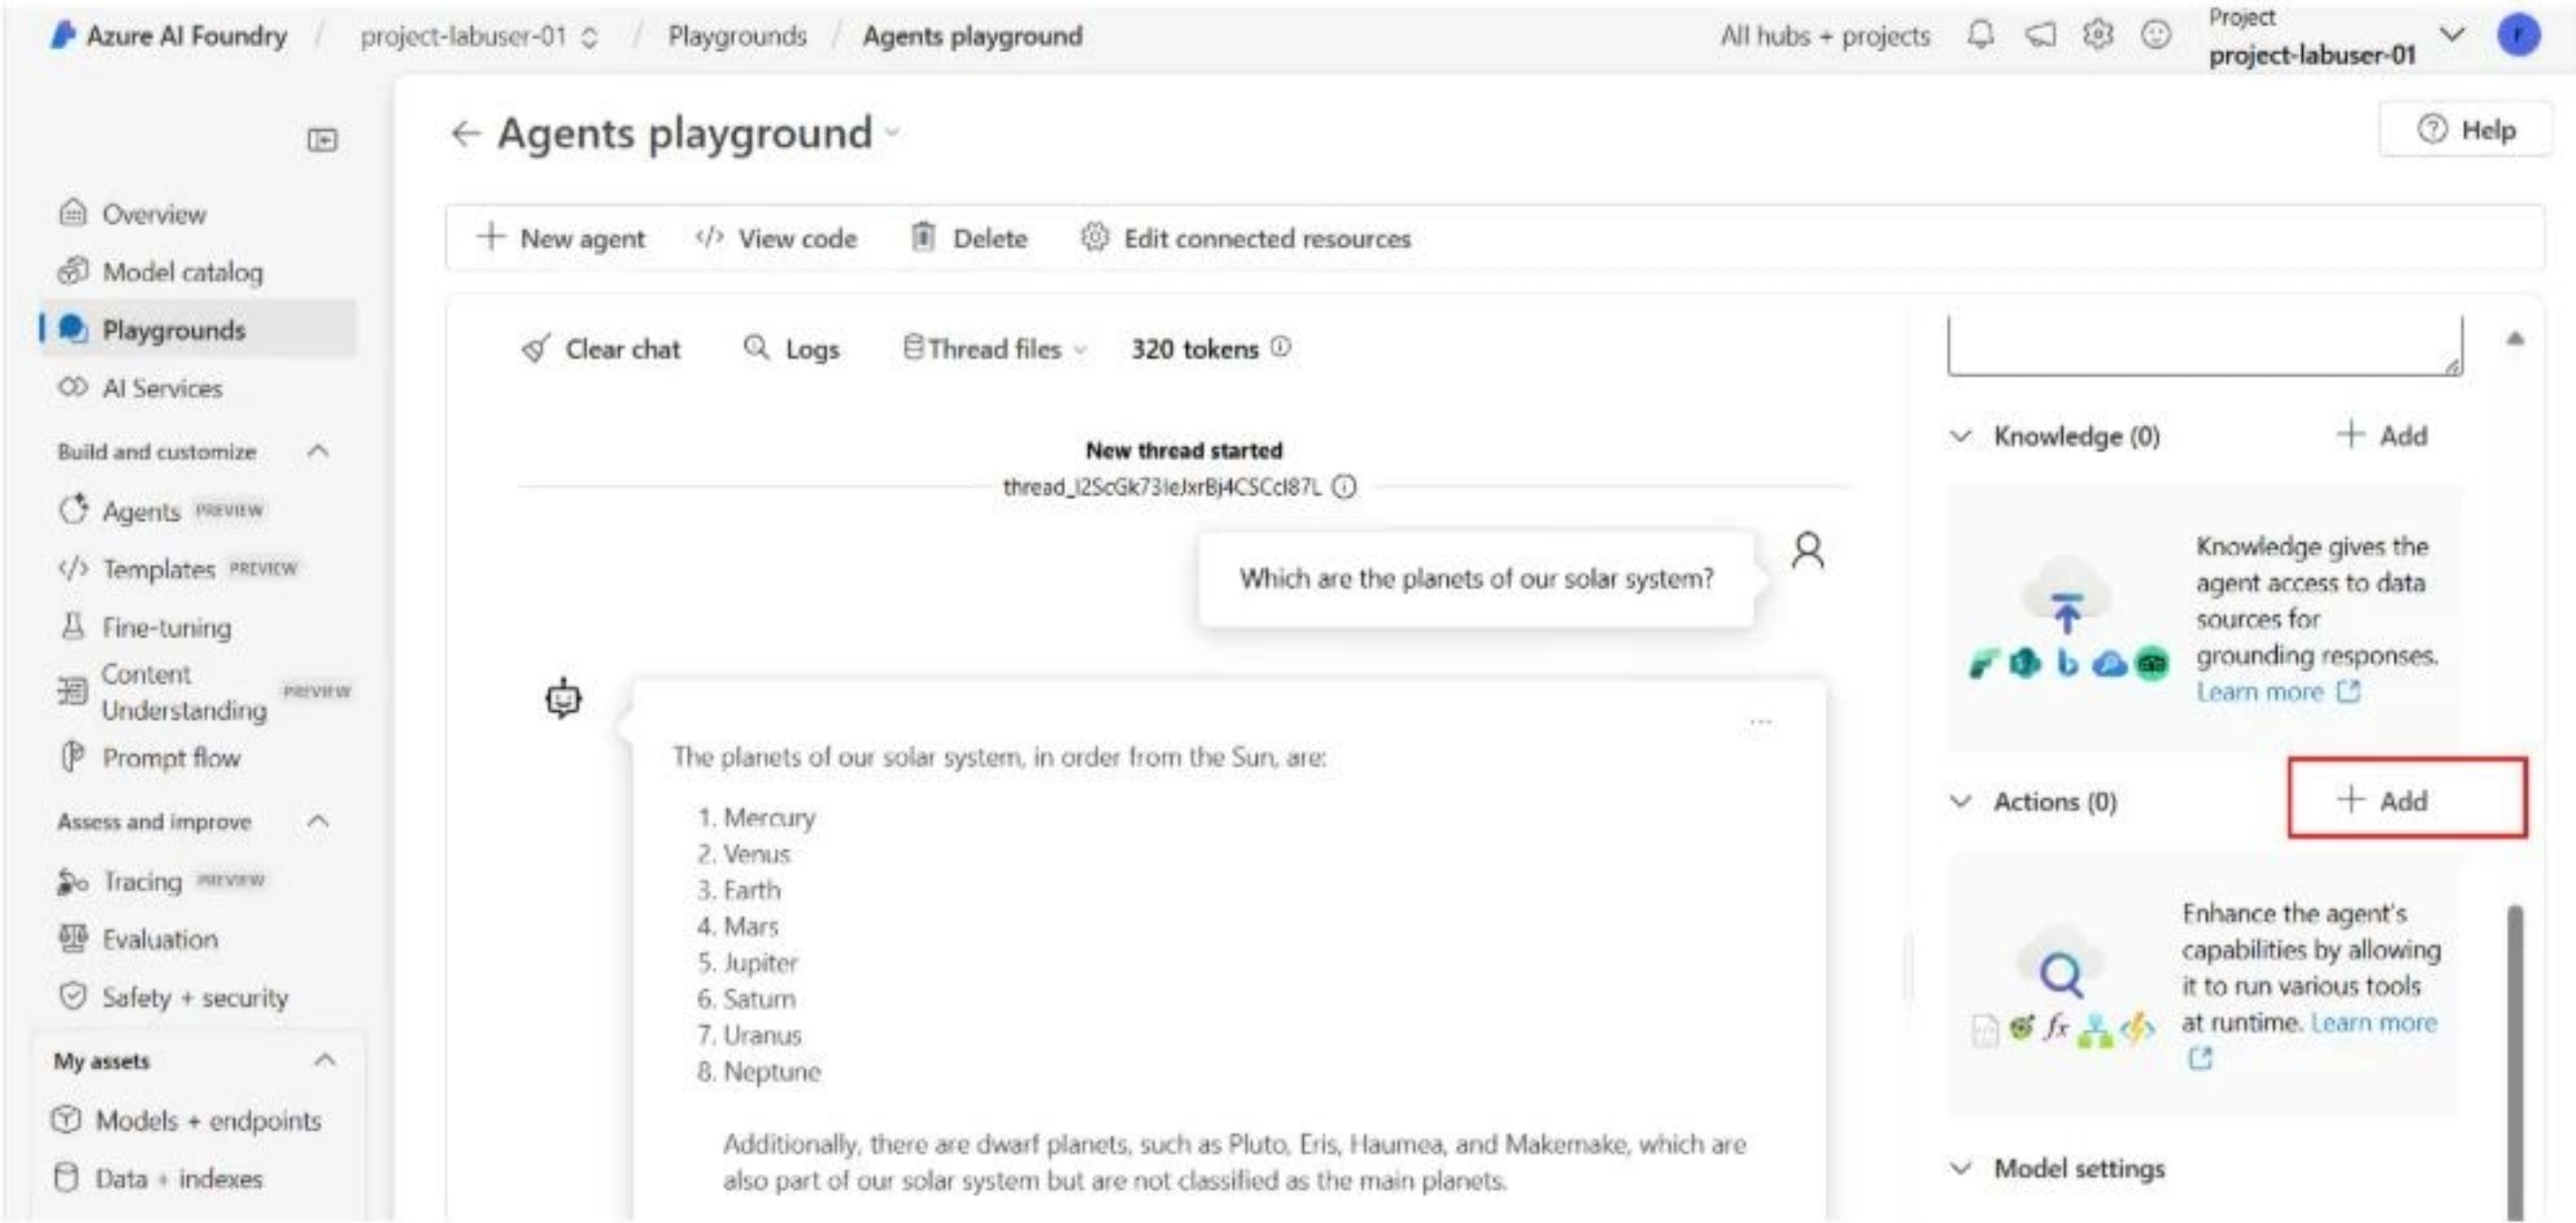 Azure AI Foundry / project-labuser-01 / Playgrounds / Agents playground
All hubs + projects
Project
project-labuser-01
Agents playground
Help
Overview
Model catalog
Playgrounds
AI Services
Build and customize
Agents PREVIEW
Templates PREVIEW
Fine-tuning
Content
Understanding PREVIEW
Prompt flow
Assess and improve
Tracing PREVIEW
Evaluation
Safety + security
My assets
Models + endpoints
Data + indexes
+ New agent </> View code Delete Edit connected resources
Clear chat Logs Thread files 320 tokens
New thread started
Which are the planets of our solar system?
The planets of our solar system, in order from the Sun, are:
1. Mercury
2. Venus
3. Earth
4. Mars
5. Jupiter
6. Saturn
7. Uranus
8. Neptune
Additionally, there are dwarf planets, such as Pluto, Eris, Haumea, and Makemake, which are
also part of our solar system but are not classified as the main planets.
Knowledge (0) + Add
Knowledge gives the
agent access to data
sources for
grounding responses.
Learn more
Actions (0) + Add
Enhance the agent's
capabilities by allowing
it to run various tools
at runtime. Learn more
Model settings